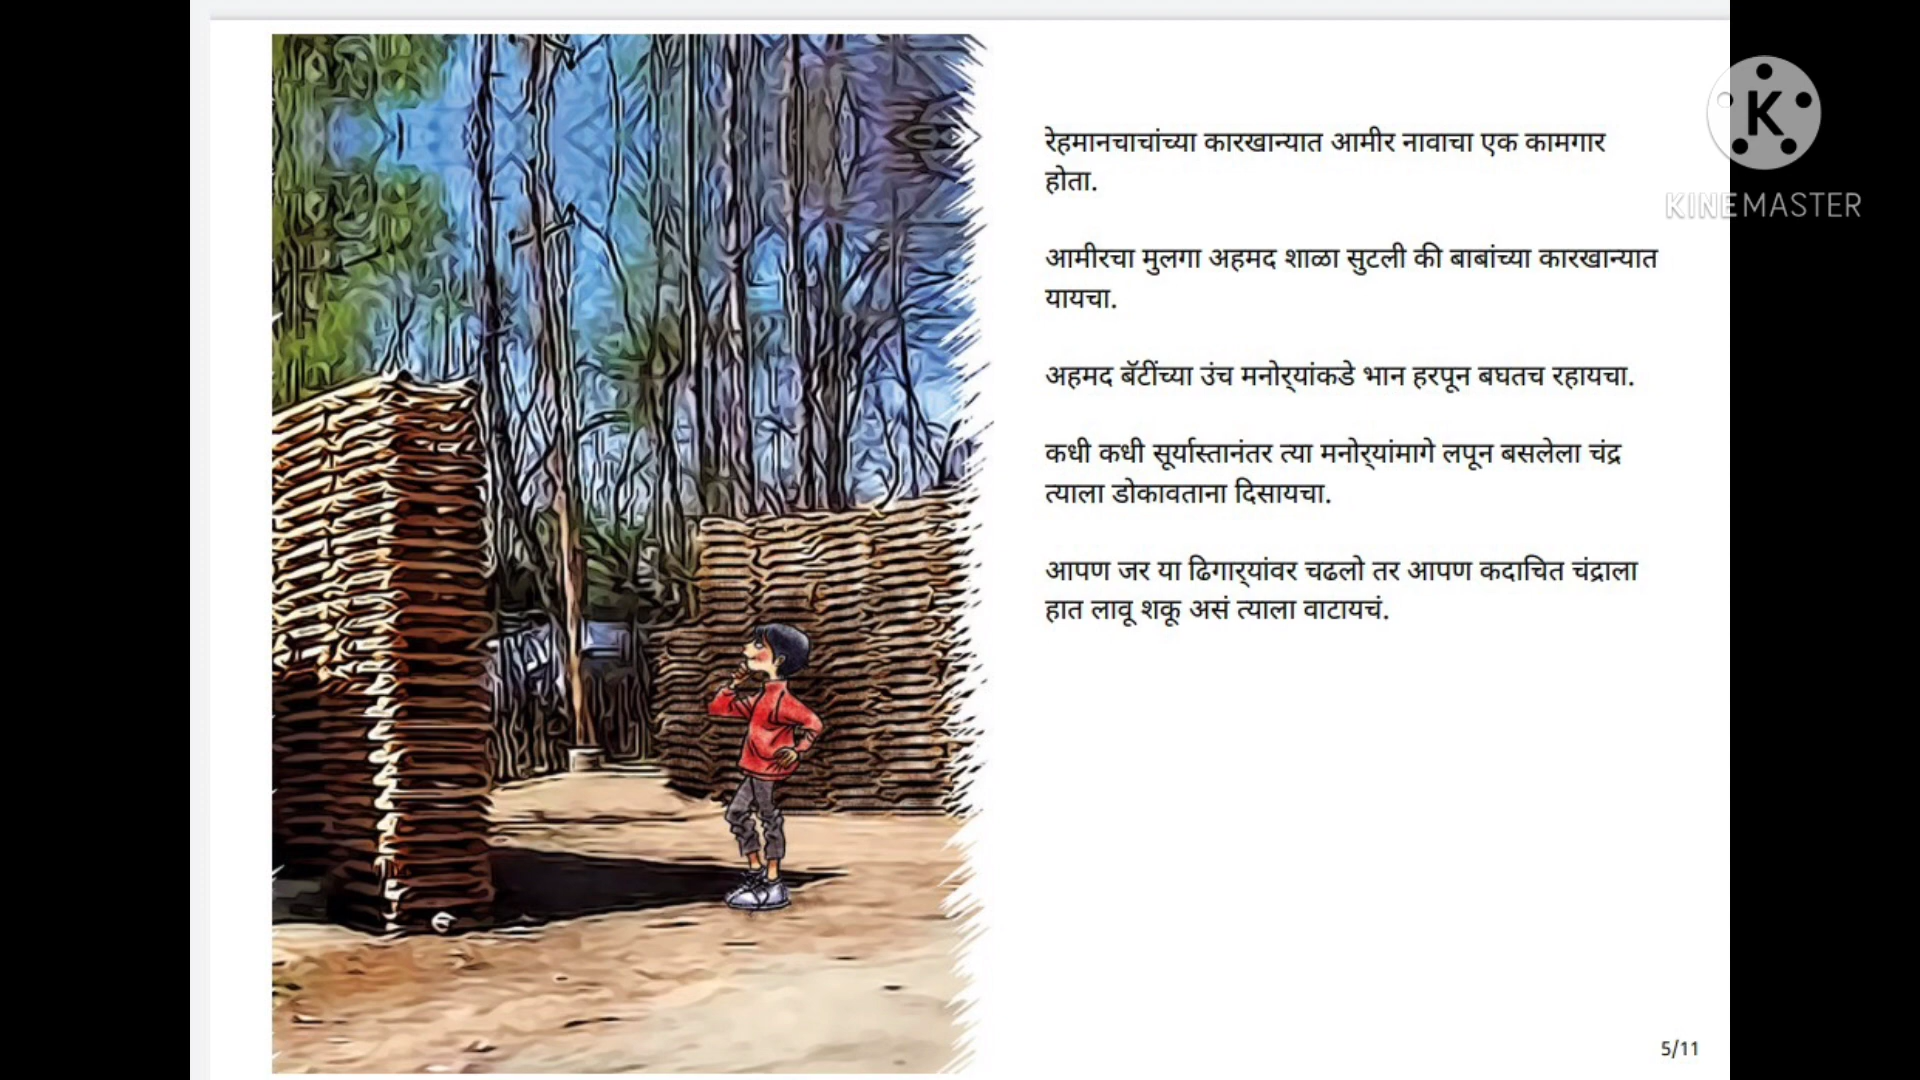 रेहमानचाचांच्या कारखान्यात आमीर नावाचा एक कामगार
होता.
आमीरचा मुलगा अहमद शाळा सुटली की बाबांच्या कारखान्यात
यायचा.
अहमद बॅटींच्या उंच मनोर्‍यांकडे भान हरपून बघतच रहायचा.
कधी कधी सूर्यास्तानंतर त्या मनोर्‍यांमागे लपून बसलेला चंद्र
त्याला डोकावताना दिसायचा.
आपण जर या ढिगार्‍यांवर चढलो तर आपण कदाचित चंद्राला
हात लावू शकू असं त्याला वाटायचं.
5/11
K
KINEMASTER